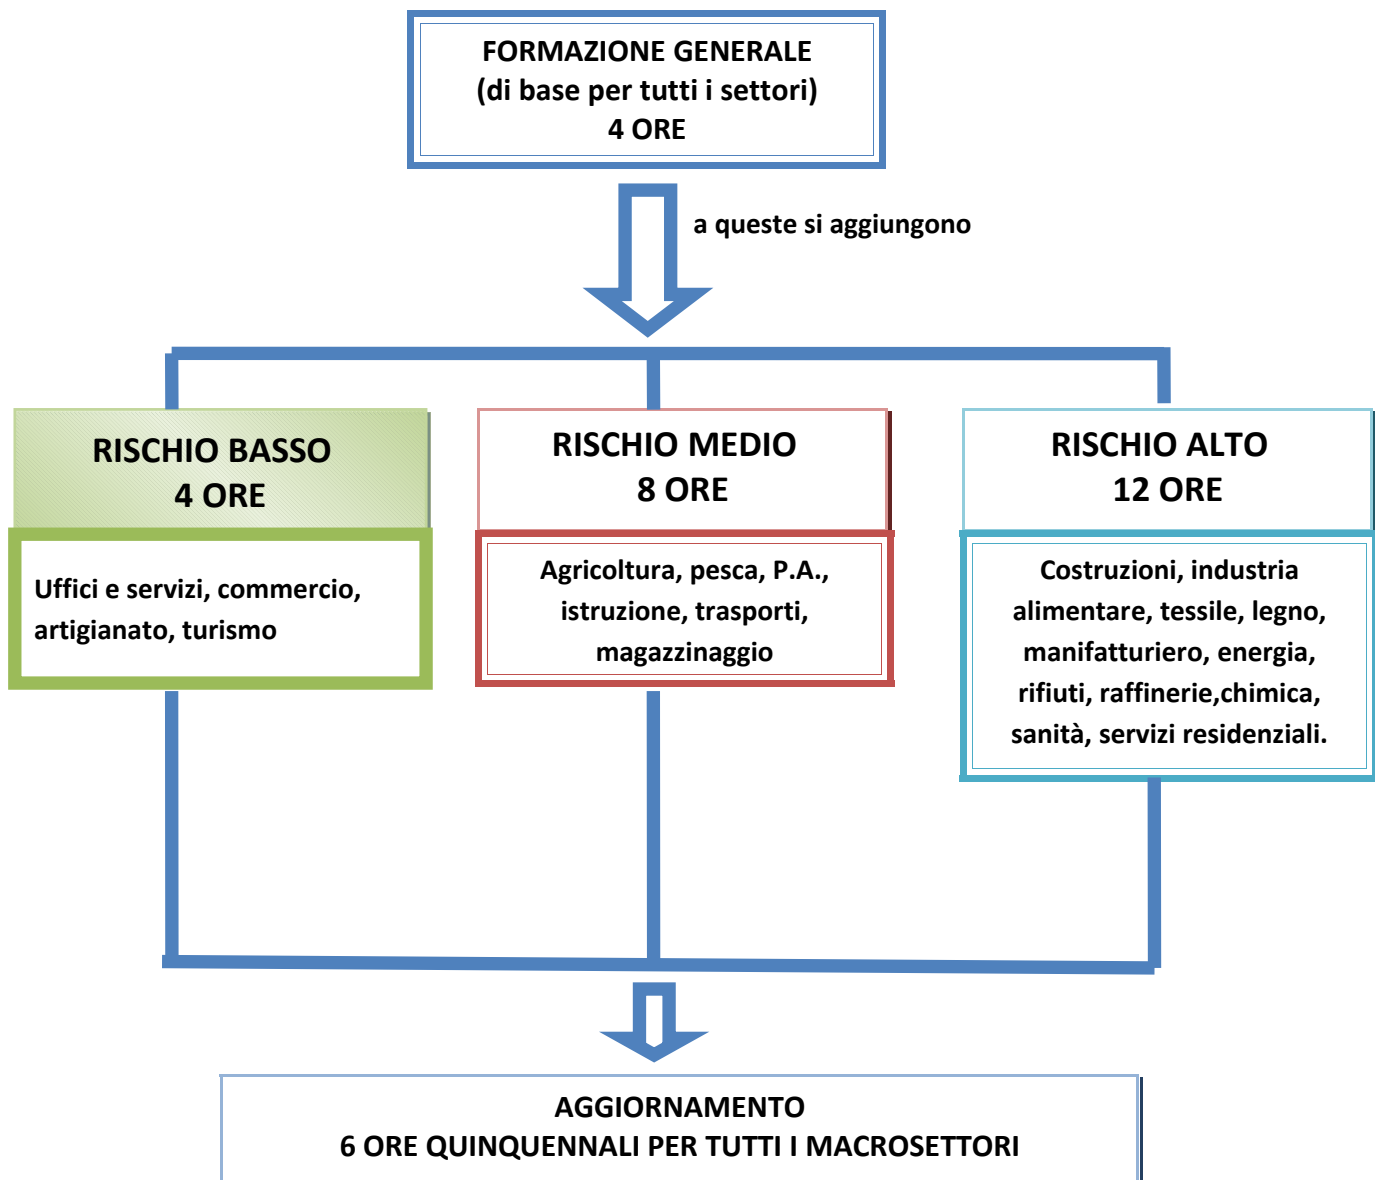 FORMAZIONE GENERALE
(di base per tutti i settori)
4 ORE
a queste si aggiungono
RISCHIO BASSO
4 ORE
Uffici e servizi, commercio,
artigianato, turismo
RISCHIO MEDIO
8 ORE
Agricoltura, pesca, P.A.,
istruzione, trasporti,
magazzinaggio
RISCHIO ALTO
12 ORE
Costruzioni, industria
alimentare, tessile, legno,
manifatturiero, energia,
rifiuti, raffinerie,chimica,
sanità, servizi residenziali.
AGGIORNAMENTO
6 ORE QUINQUENNALI PER TUTTI I MACROSETTORI